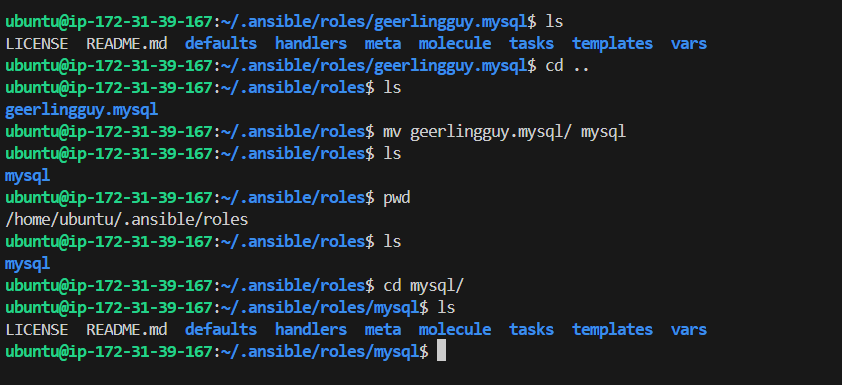 ubuntu@ip-172-31-39-167:~/.ansible/roles/geerlingguy.mysql$ ls
LICENSE README.md defaults handlers meta molecule tasks templates vars
ubuntu@ip-172-31-39-167:~/.ansible/roles/geerlingguy.mysql$ cd ..
ubuntu@ip-172-31-39-167:~/.ansible/roles$ ls
geerlingguy.mysql
ubuntu@ip-172-31-39-167:~/.ansible/roles$ mv geerlingguy.mysql/ mysql
ubuntu@ip-172-31-39-167:~/.ansible/roles$ ls
mysql
ubuntu@ip-172-31-39-167:~/.ansible/roles$ pwd
/home/ubuntu/.ansible/roles
ubuntu@ip-172-31-39-167:~/.ansible/roles$ ls
mysql
ubuntu@ip-172-31-39-167:~/.ansible/roles$ cd mysql/
ubuntu@ip-172-31-39-167:~/.ansible/roles/mysql$ ls
LICENSE README.md defaults handlers meta molecule tasks templates vars
ubuntu@ip-172-31-39-167:~/.ansible/roles/mysql$